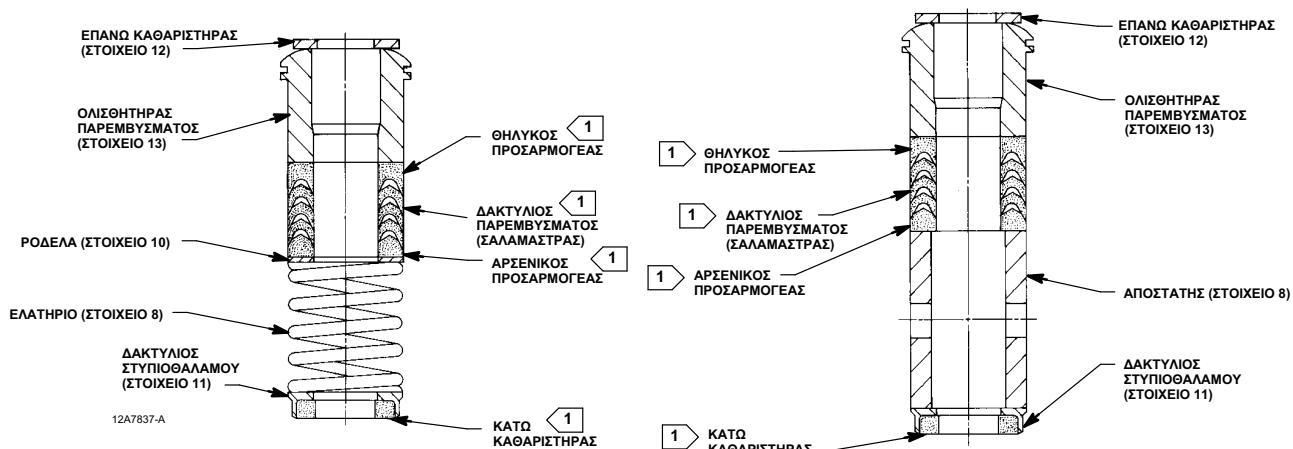 ΕΠΑΝΩ ΚΑΘΑΡΙΣΤΗΡΑΣ
(ΣΤΟΙΧΕΙΟ 12)
ΟΛΙΣΘΗΤΗΡΑΣ
ΠΑΡΕΜΒΥΣΜΑΤΟΣ
(ΣΤΟΙΧΕΙΟ 13)
ΘΗΛΥΚΟΣ 1
ΠΡΟΣΑΡΜΟΓΕΑΣ
ΔΑΚΤΥΛΙΟΣ 1
ΠΑΡΕΜΒΥΣΜΑΤΟΣ
(ΣΑΛΑΜΑΣΤΡΑΣ)
ΡΟΔΕΛΑ (ΣΤΟΙΧΕΙΟ 10)
ΑΡΣΕΝΙΚΟΣ 1
ΠΡΟΣΑΡΜΟΓΕΑΣ
ΕΛΑΤΗΡΙΟ (ΣΤΟΙΧΕΙΟ 8)
ΔΑΚΤΥΛΙΟΣ
ΣΤΥΠΙΟΘΑΛΑΜΟΥ
(ΣΤΟΙΧΕΙΟ 11)
12A7837-A
ΚΑΤΩ 1
ΚΑΘΑΡΙΣΤΗΡΑΣ
ΕΠΑΝΩ ΚΑΘΑΡΙΣΤΗΡΑΣ
(ΣΤΟΙΧΕΙΟ 12)
ΟΛΙΣΘΗΤΗΡΑΣ
ΠΑΡΕΜΒΥΣΜΑΤΟΣ
(ΣΤΟΙΧΕΙΟ 13)
1 ΘΗΛΥΚΟΣ
ΠΡΟΣΑΡΜΟΓΕΑΣ
1 ΔΑΚΤΥΛΙΟΣ
ΠΑΡΕΜΒΥΣΜΑΤΟΣ
(ΣΑΛΑΜΑΣΤΡΑΣ)
1 ΑΡΣΕΝΙΚΟΣ
ΠΡΟΣΑΡΜΟΓΕΑΣ
ΑΠΟΣΤΑΤΗΣ (ΣΤΟΙΧΕΙΟ 8)
ΔΑΚΤΥΛΙΟΣ
ΣΤΥΠΙΟΘΑΛΑΜΟΥ
(ΣΤΟΙΧΕΙΟ 11)
1 ΚΑΤΩ
ΚΑΘΑΡΙΣΤΗΡΑΣ